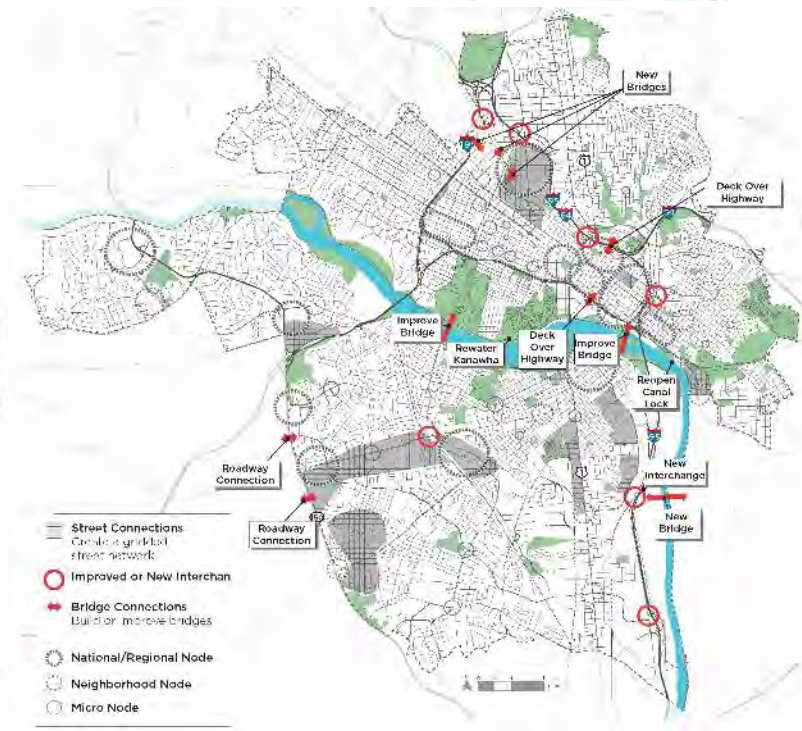 New
Bridges
Deck Over
Highway
Improve
Bridge
Rewater
Kanawha
Deck
Over
Highway
Improve
Bridge
Reopen
Canal
Lock
Roadway
Connection
Roadway
Connection
New
Interchange
New
Bridge
Street Connections
Create a gridded
street network
Improved or New Interchan
Bridge Connections
Build or improve bridges
National/Regional Node
Neighborhood Node
Micro Node